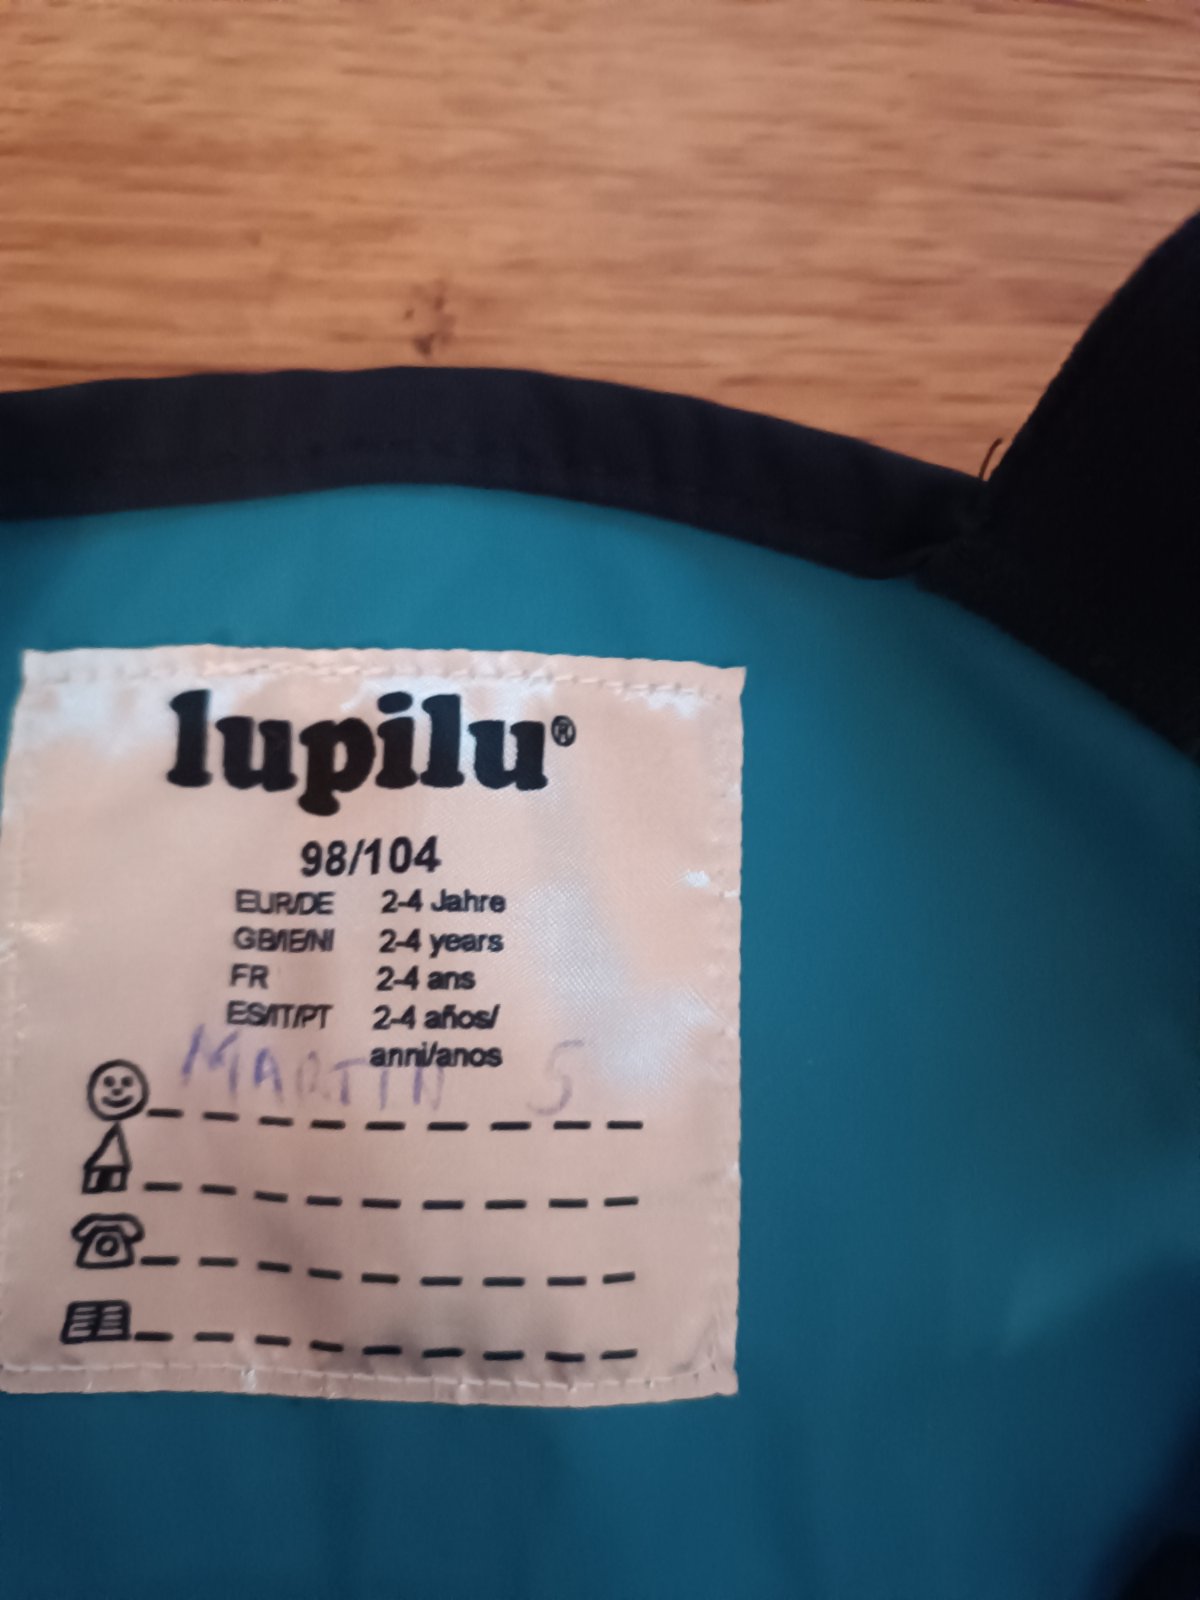 lupilu®
98/104
EUR/DE 2-4 Jahre
GB/IE/NI 2-4 years
FR 2-4 ans
ES/IT/PT 2-4 años/
anni/anos
MARTIN S